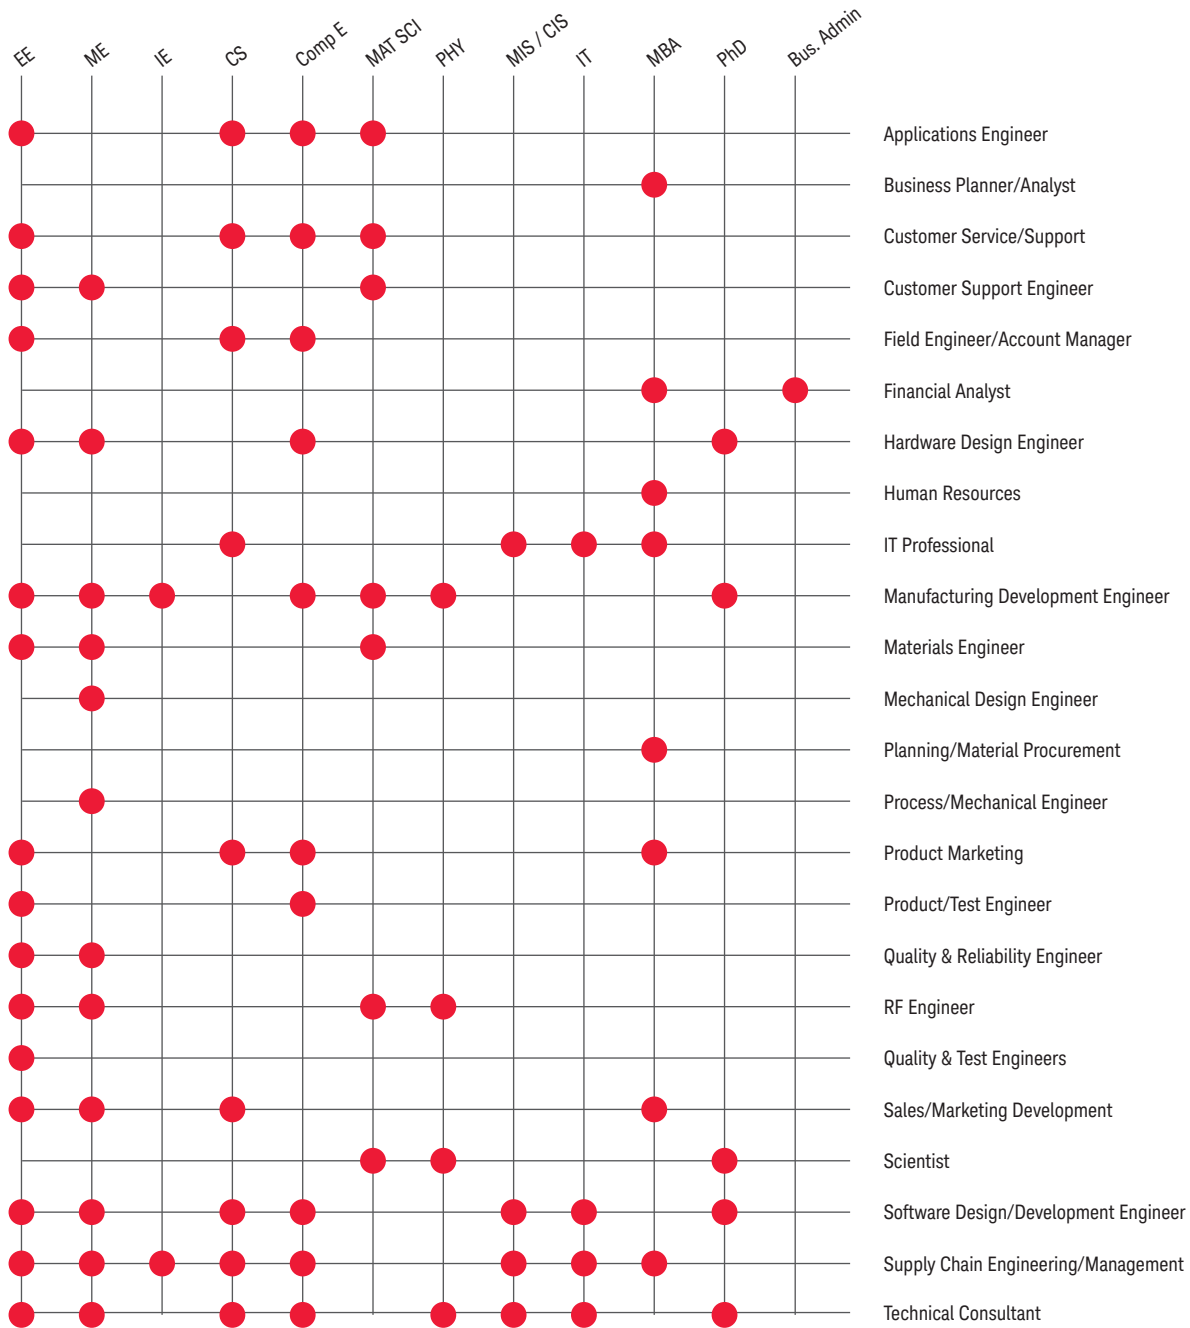 EE
ME
IE
CS
Comp E
MAT SCI
PHY
MIS / CIS
IT
MBA
PhD
Bus. Admin
Applications Engineer
Business Planner/Analyst
Customer Service/Support
Customer Support Engineer
Field Engineer/Account Manager
Financial Analyst
Hardware Design Engineer
Human Resources
IT Professional
Manufacturing Development Engineer
Materials Engineer
Mechanical Design Engineer
Planning/Material Procurement
Process/Mechanical Engineer
Product Marketing
Product/Test Engineer
Quality & Reliability Engineer
RF Engineer
Quality & Test Engineers
Sales/Marketing Development
Scientist
Software Design/Development Engineer
Supply Chain Engineering/Management
Technical Consultant